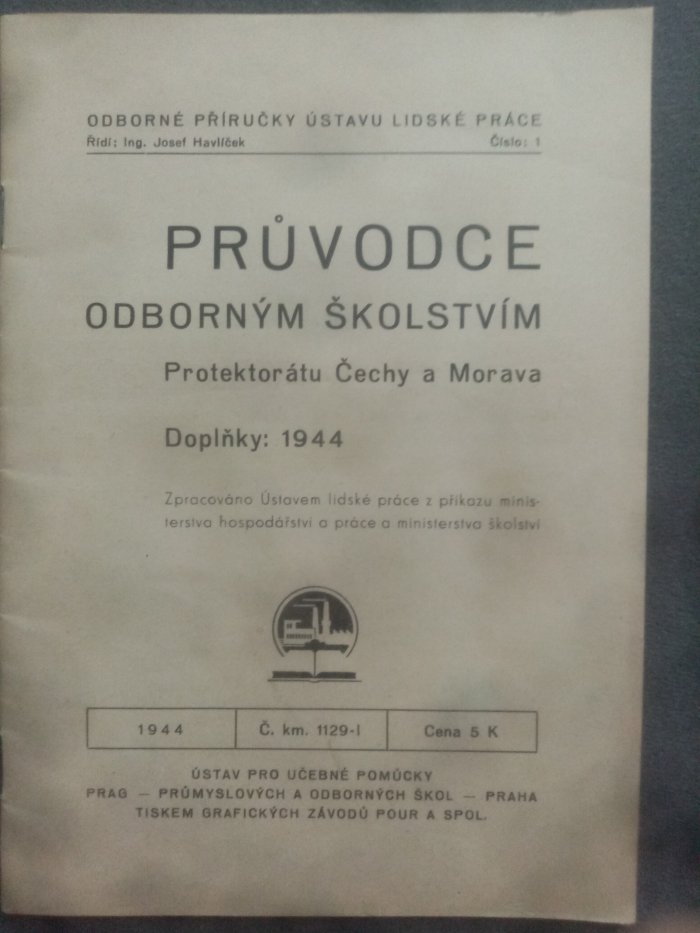 ODBORNÉ PŘÍRUČKY ÚSTAVU LIDSKÉ PRÁCE
Řídí: Ing. Josef Havlíček Číslo: 1
PRŮVODCE
ODBORNÝM ŠKOLSTVÍM
Protektorátu Čechy a Morava
Doplňky: 1944
Zpracováno Ústavem lidské práce z příkazu minis-
terstva hospodářství a práce a ministerstva školství
1944 Č. km. 1129-I Cena 5 K
ÚSTAV PRO UČEBNÉ POMŮCKY
PRAG — PRŮMYSLOVÝCH A ODBORNÝCH ŠKOL — PRAHA
TISKEM GRAFICKÝCH ZÁVODŮ POUR A SPOL.